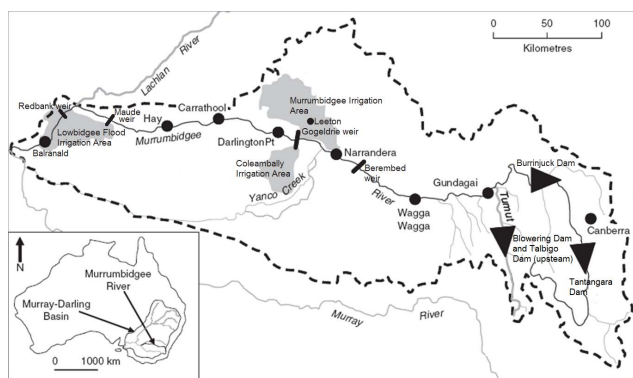 0 50 100
Kilometres
Lachlan River
Redbank weir
Maude
weir
Hay
Carrathool
Murrumbidgee Irrigation
Area
Leeton
Gogeldrie weir
Lowbidgee Flood
Irrigation Area
Murrumbidgee
Balranald
Darlington Pt
Narrandera
Coleambally
Irrigation Area
Yanco Creek
Berembed
weir
River
Burrinjuck Dam
Gundagai
Tumut
Canberra
Wagga
Wagga
Blowering Dam
and Talbigo
Dam (upsteam)
Tantangara
Dam
N
Murrumbidgee
River
Murray-Darling
Basin
0 1000 km
Murray River